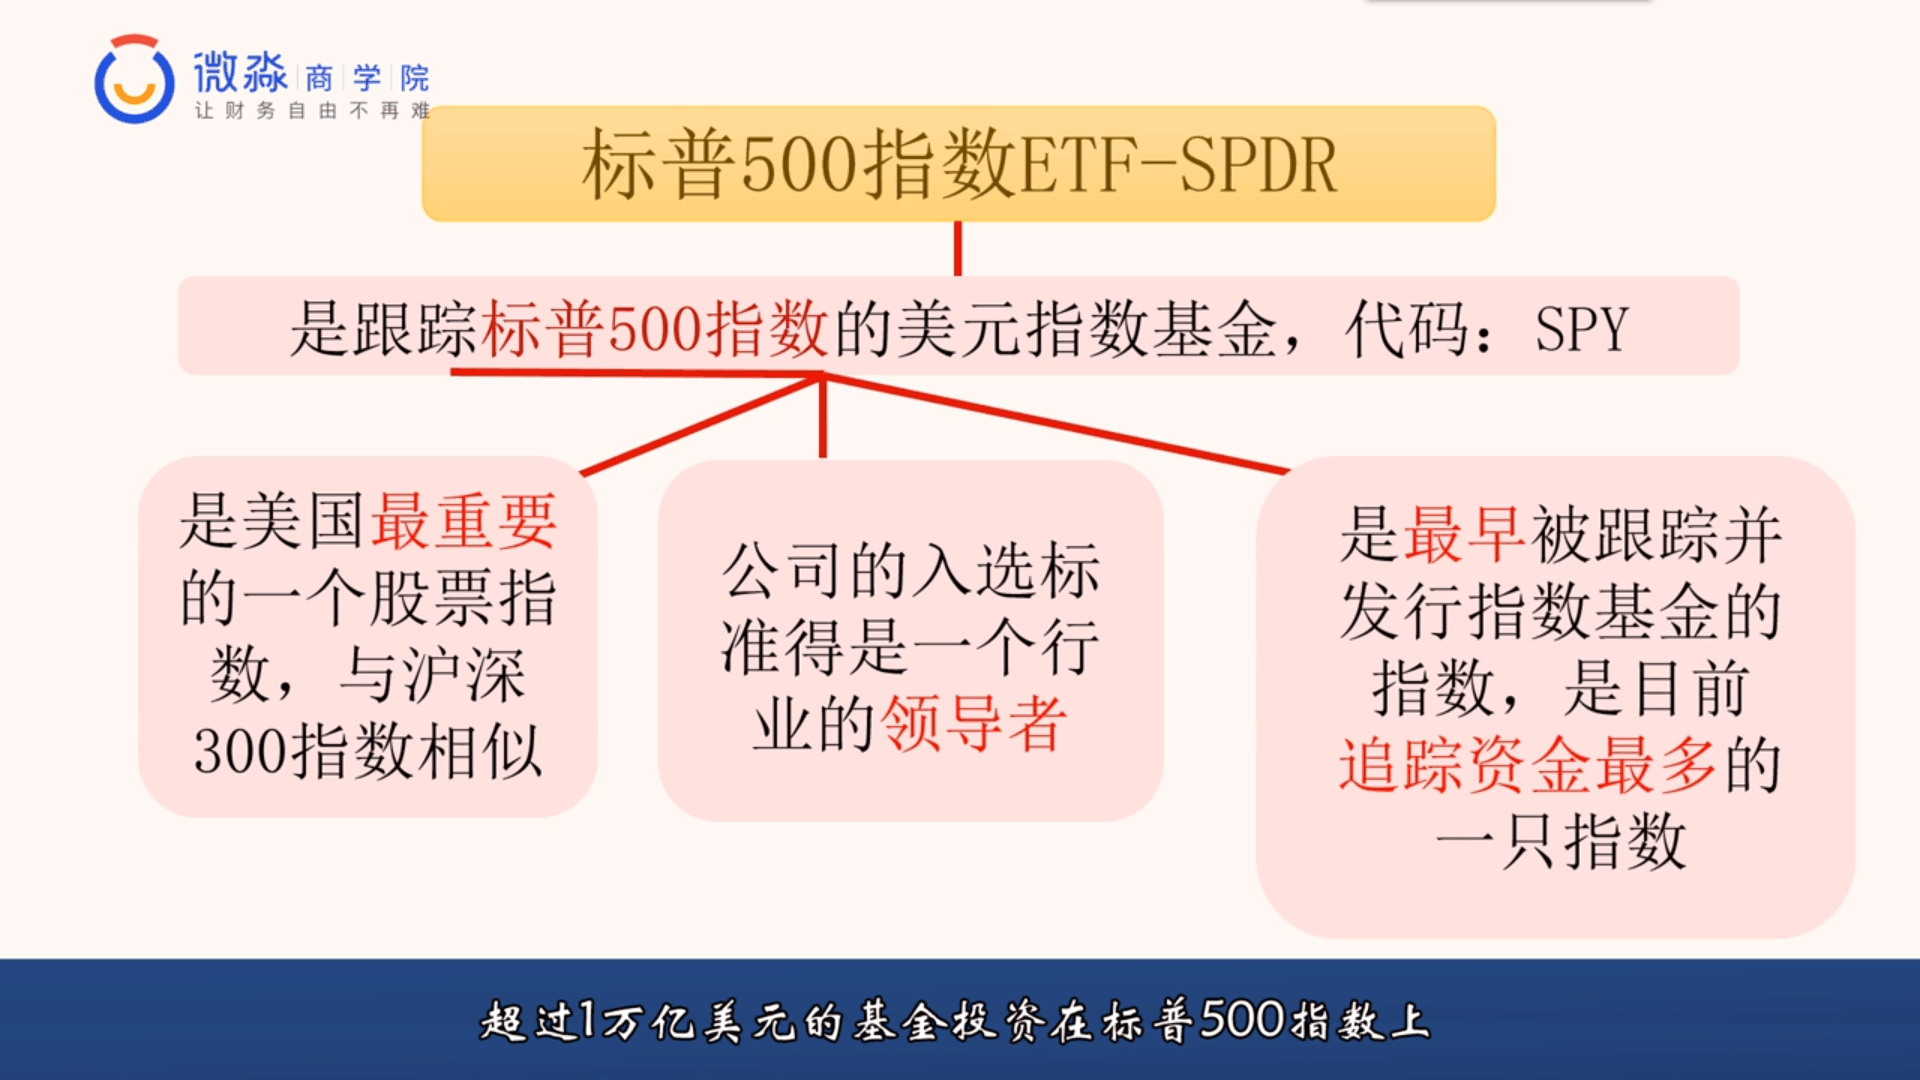 微淼商学院
让财务自由不再难
标普500指数ETF-SPDR
是跟踪标普500指数的美元指数基金，代码：SPY
是美国最重要
的一个股票指
数，与沪深
300指数相似
公司的入选标
准得是一个行
业的领导者
是最早被跟踪并
发行指数基金的
指数，是目前
追踪资金最多的
一只指数
超过1万亿美元的基金投资在标普500指数上